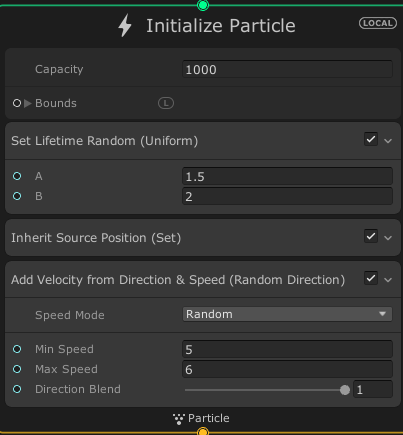 Initialize Particle LOCAL
Capacity 1000
Bounds L
Set Lifetime Random (Uniform)
A 1.5
B 2
Inherit Source Position (Set)
Add Velocity from Direction & Speed (Random Direction)
Speed Mode Random
Min Speed 5
Max Speed 6
Direction Blend 1
Particle